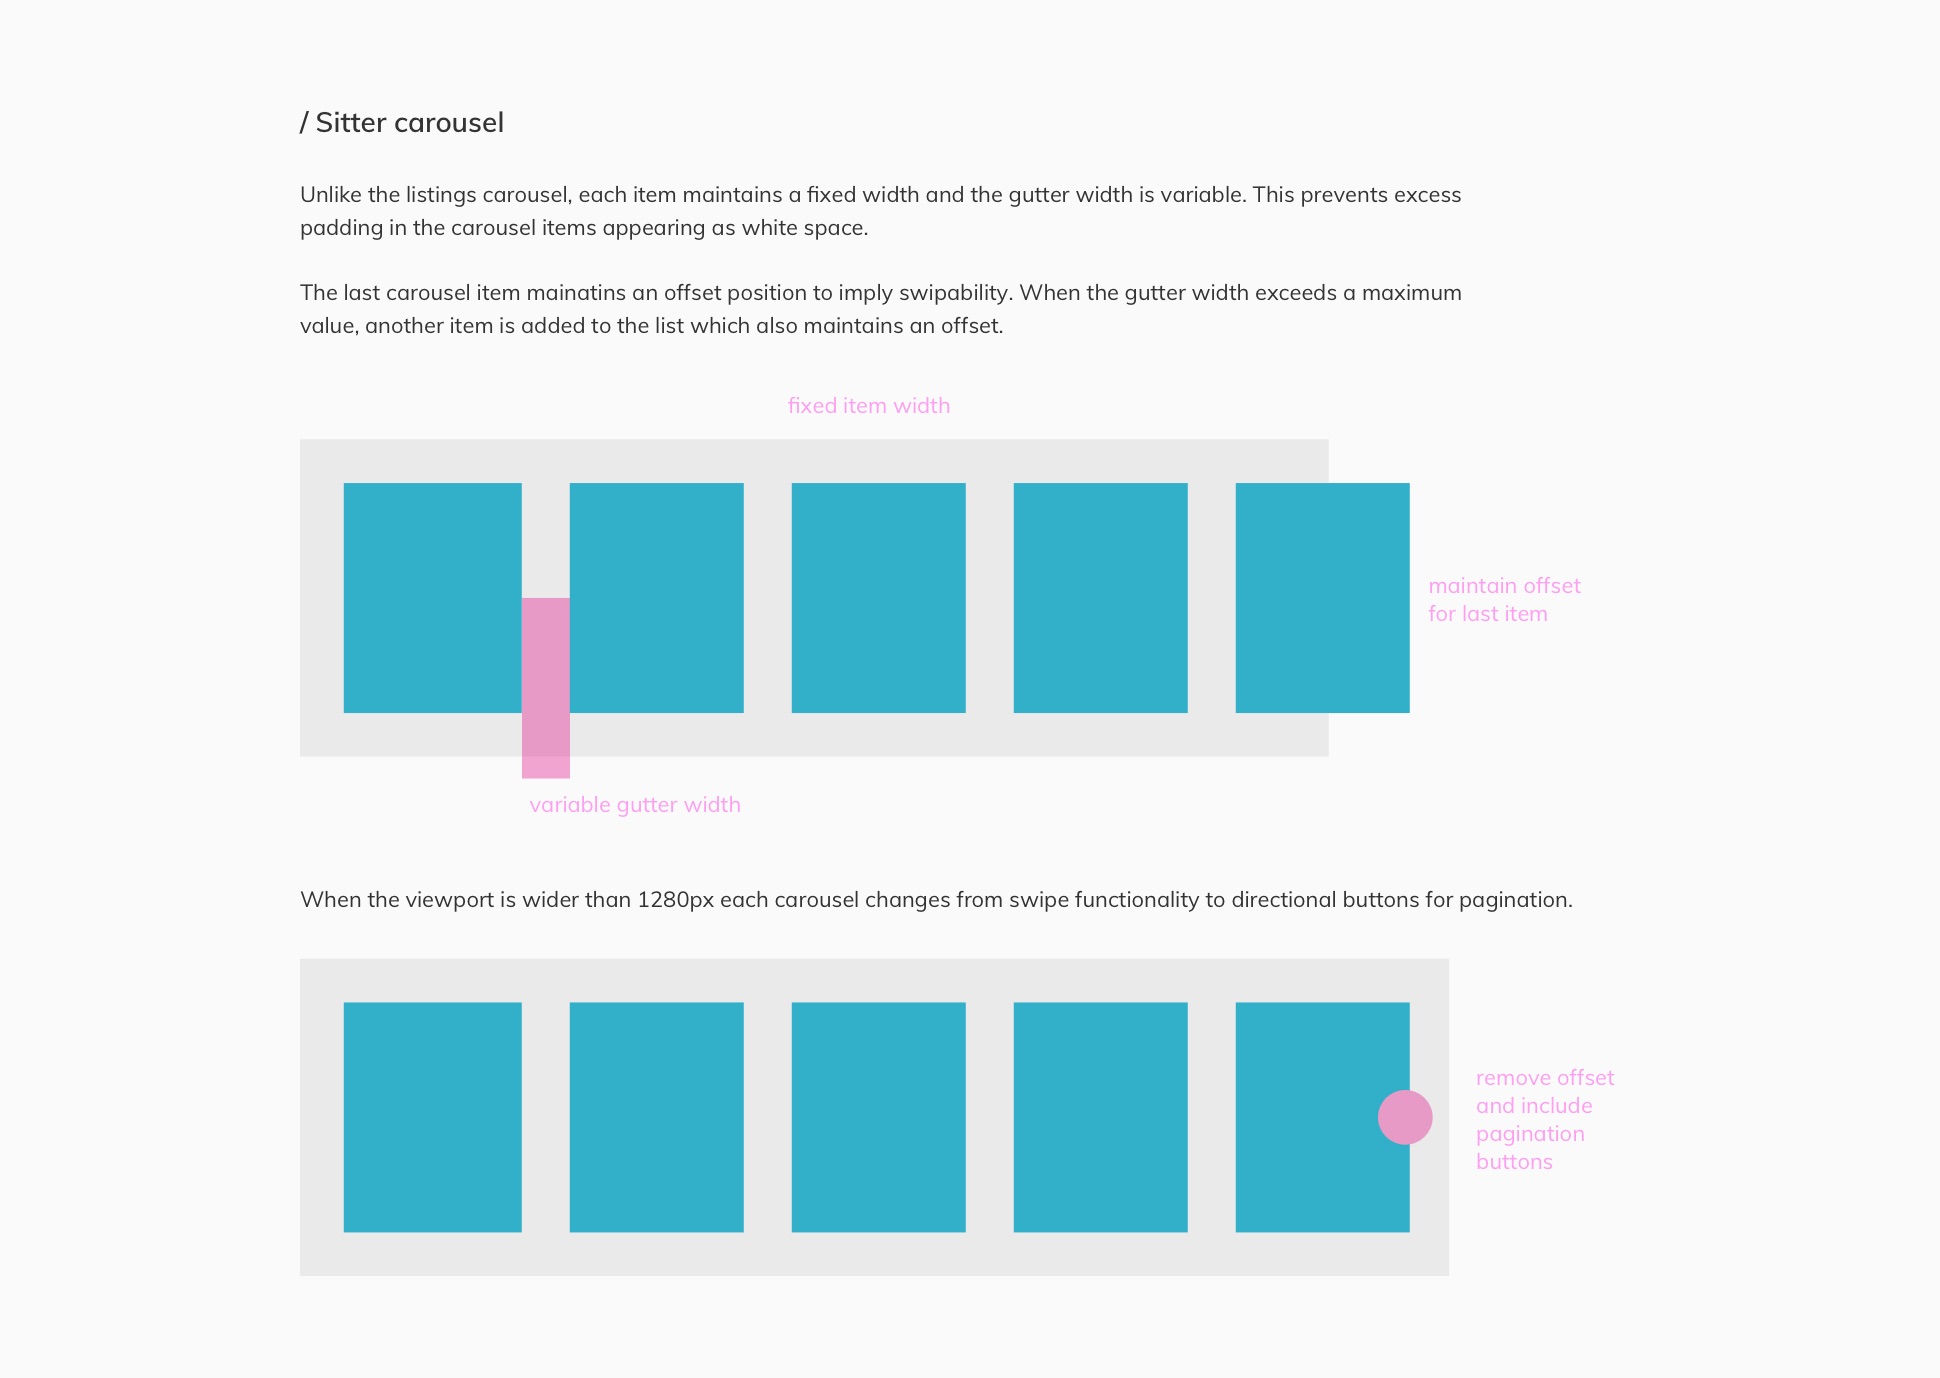 / Sitter carousel
Unlike the listings carousel, each item maintains a fixed width and the gutter width is variable. This prevents excess
padding in the carousel items appearing as white space.
The last carousel item mainatins an offset position to imply swipability. When the gutter width exceeds a maximum
value, another item is added to the list which also maintains an offset.
fixed item width
maintain offset
for last item
variable gutter width
When the viewport is wider than 1280px each carousel changes from swipe functionality to directional buttons for pagination.
remove offset
and include
pagination
buttons